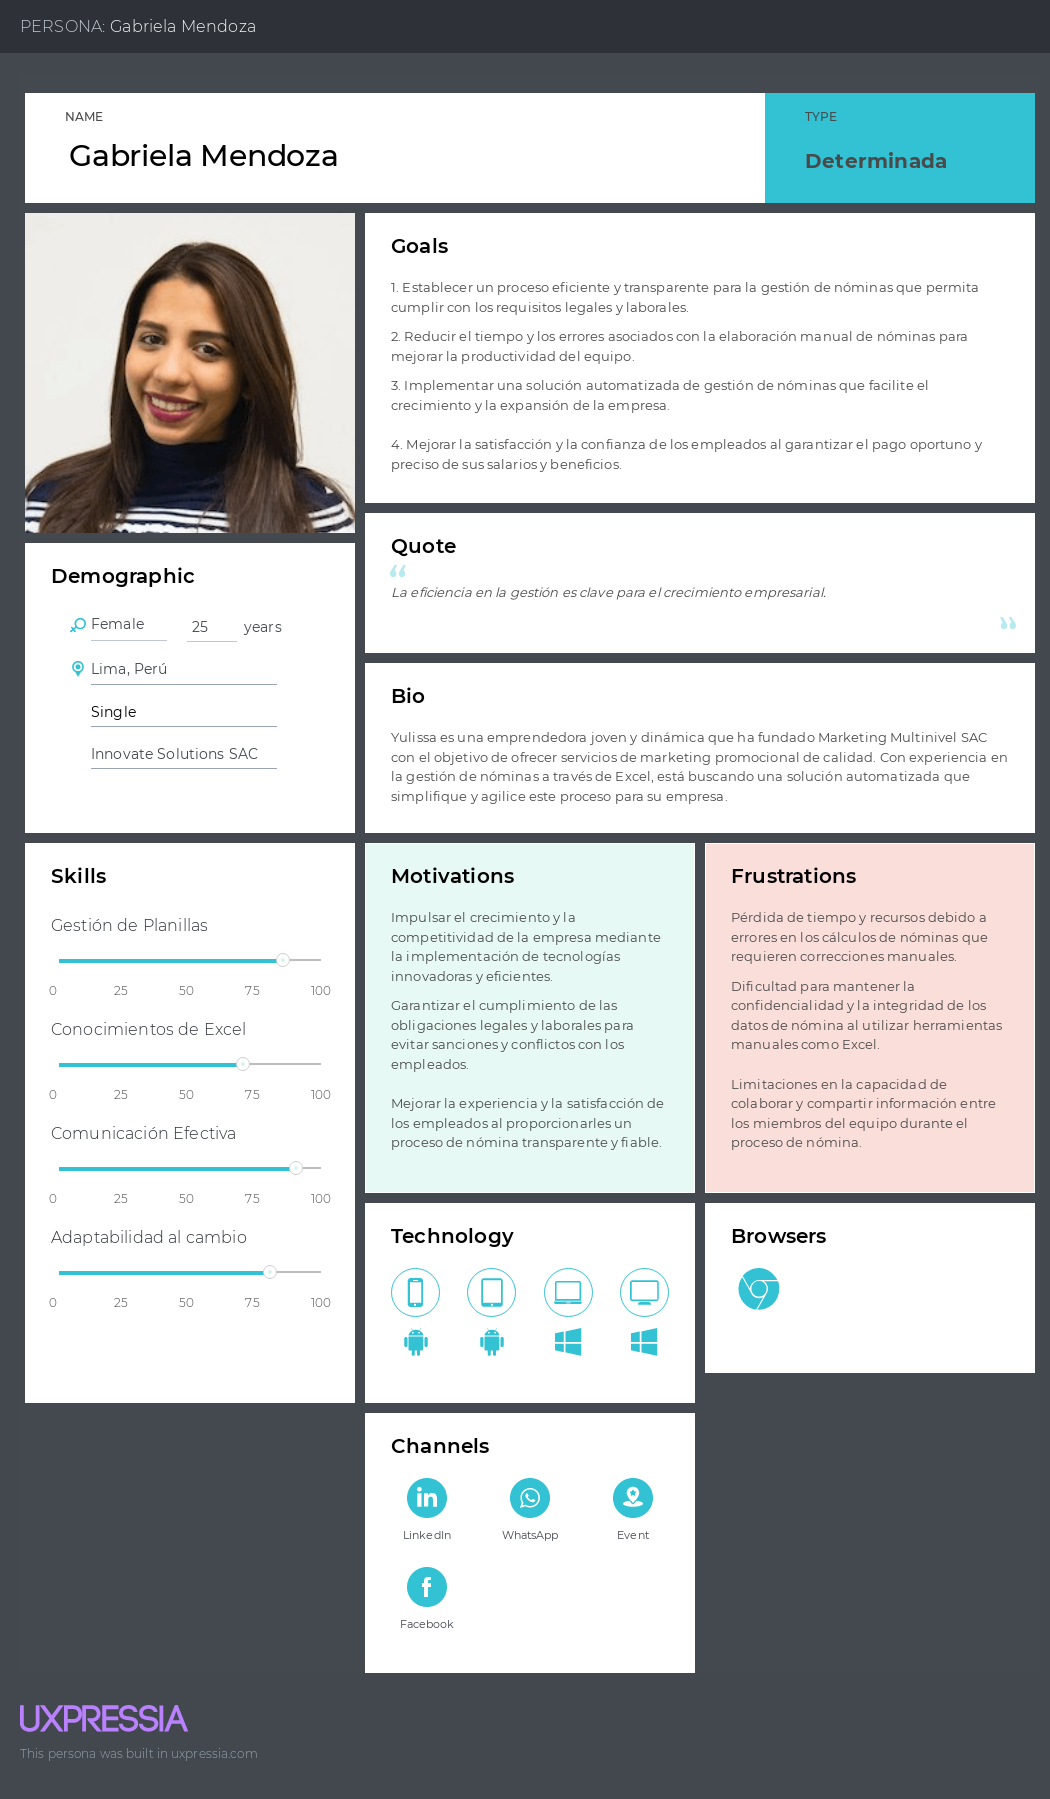 PERSONA: Gabriela Mendoza
NAME
Gabriela Mendoza
TYPE
Determinada
Goals
1. Establecer un proceso eficiente y transparente para la gestión de nóminas que permita
cumplir con los requisitos legales y laborales.
2. Reducir el tiempo y los errores asociados con la elaboración manual de nóminas para
mejorar la productividad del equipo.
3. Implementar una solución automatizada de gestión de nóminas que facilite el
crecimiento y la expansión de la empresa.
4. Mejorar la satisfacción y la confianza de los empleados al garantizar el pago oportuno y
preciso de sus salarios y beneficios.
Quote
“
La eficiencia en la gestión es clave para el crecimiento empresarial.
”
Demographic
Female 25 years
Lima, Perú
Single
Innovate Solutions SAC
Bio
Yulissa es una emprendedora joven y dinámica que ha fundado Marketing Multinivel SAC
con el objetivo de ofrecer servicios de marketing promocional de calidad. Con experiencia en
la gestión de nóminas a través de Excel, está buscando una solución automatizada que
simplifique y agilice este proceso para su empresa.
Skills
Gestión de Planillas
0 25 50 75 100
Conocimientos de Excel
0 25 50 75 100
Comunicación Efectiva
0 25 50 75 100
Adaptabilidad al cambio
0 25 50 75 100
Motivations
Impulsar el crecimiento y la
competitividad de la empresa mediante
la implementación de tecnologías
innovadoras y eficientes.
Garantizar el cumplimiento de las
obligaciones legales y laborales para
evitar sanciones y conflictos con los
empleados.
Mejorar la experiencia y la satisfacción de
los empleados al proporcionarles un
proceso de nómina transparente y fiable.
Frustrations
Pérdida de tiempo y recursos debido a
errores en los cálculos de nóminas que
requieren correcciones manuales.
Dificultad para mantener la
confidencialidad y la integridad de los
datos de nómina al utilizar herramientas
manuales como Excel.
Limitaciones en la capacidad de
colaborar y compartir información entre
los miembros del equipo durante el
proceso de nómina.
Technology
Browsers
Channels
LinkedIn WhatsApp Event
Facebook
UXPRESSIA
This persona was built in uxpressia.com